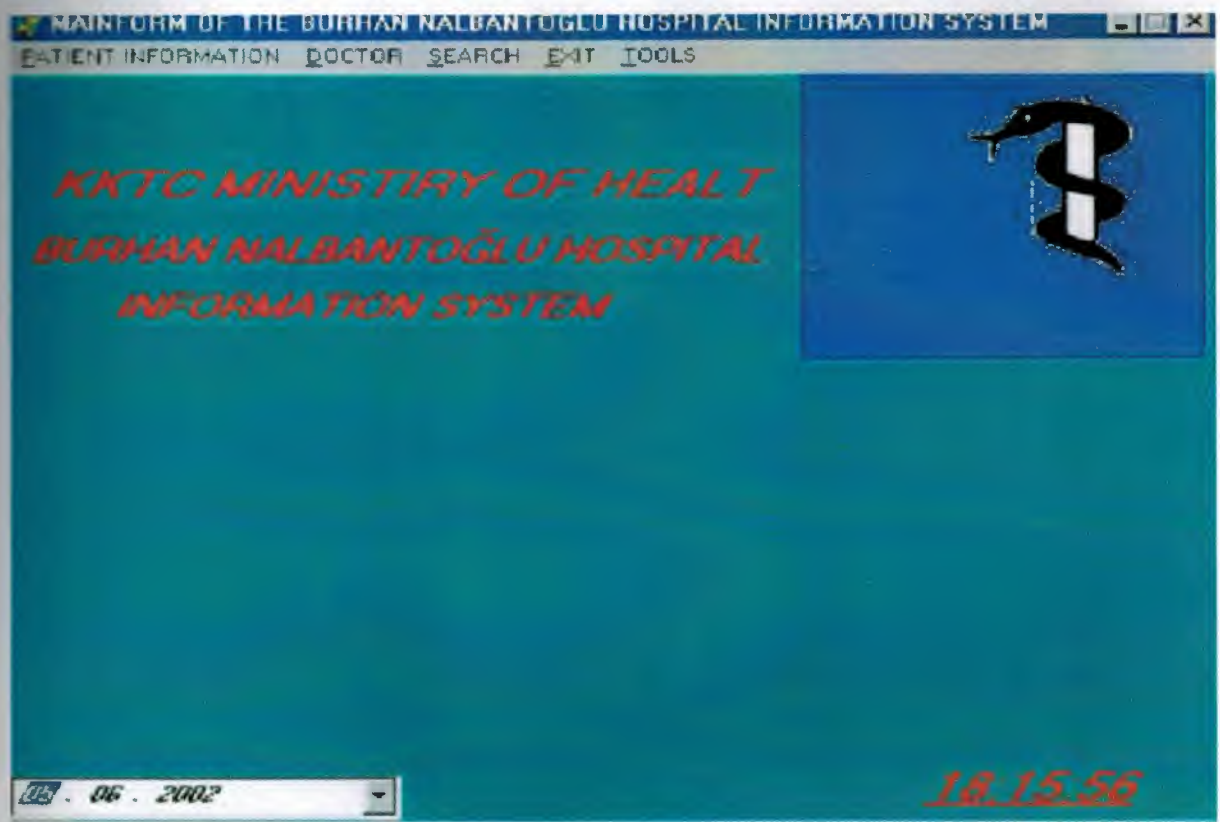 MAINFORM OF THE BURHAN NALBANTOGLU HOSPITAL INFORMATION SYSTEM
PATIENT INFORMATION DOCTOR SEARCH EXIT TOOLS
KKTC MINISTIRY OF HEALT
BURHAN NALBANTOĞLU HOSPITAL
INFORMATION SYSTEM
05 . 06 . 2002
18:15:56